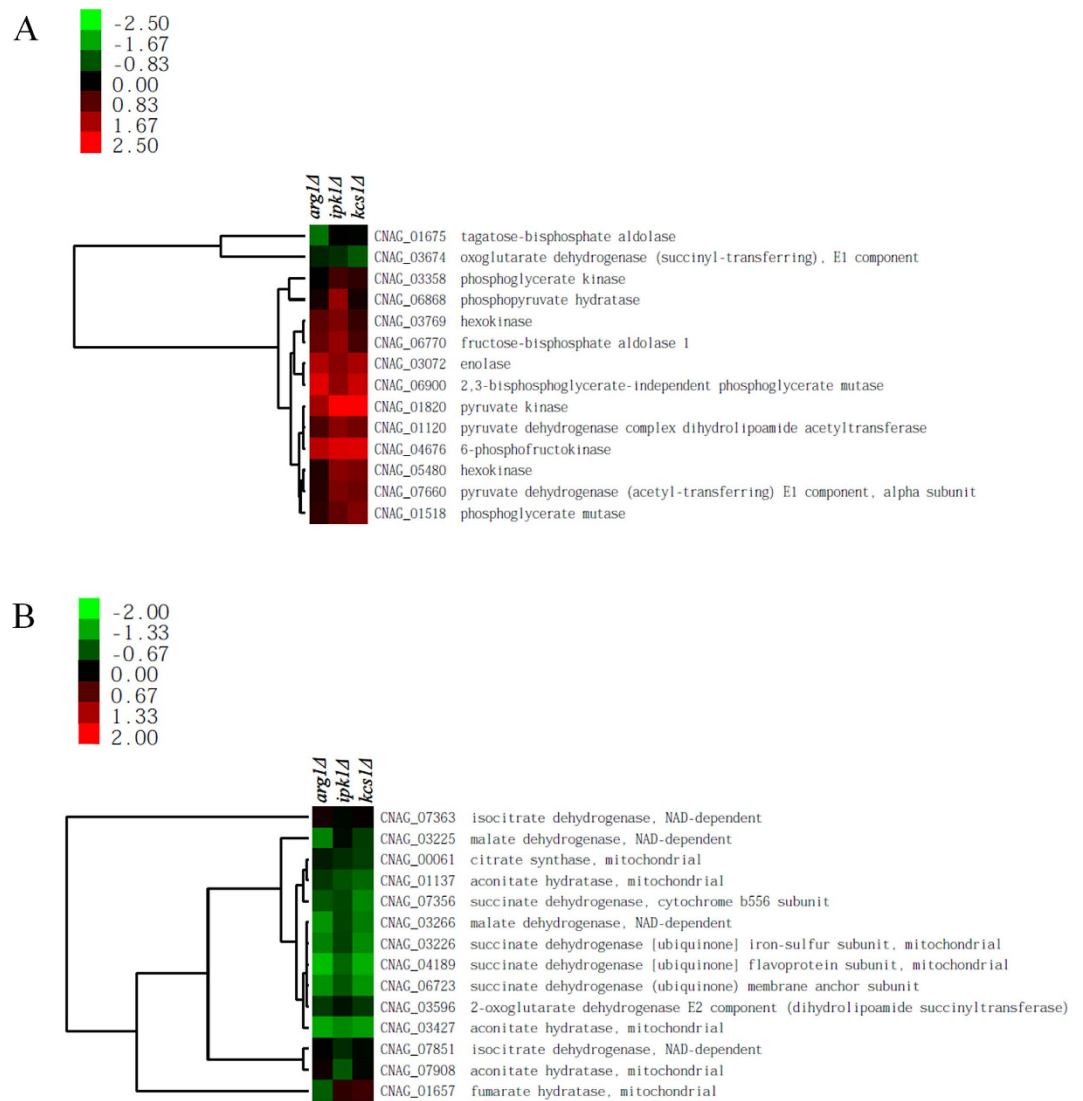 A
-2.50
-1.67
-0.83
0.00
0.83
1.67
2.50
arg1Δ ipk1Δ kcs1Δ
CNAG_01675 tagatose-bisphosphate aldolase
CNAG_03674 oxoglutarate dehydrogenase (succinyl-transferring), E1 component
CNAG_03358 phosphoglycerate kinase
CNAG_06868 phosphopyruvate hydratase
CNAG_03769 hexokinase
CNAG_06770 fructose-bisphosphate aldolase 1
CNAG_03072 enolase
CNAG_06900 2,3-bisphosphoglycerate-independent phosphoglycerate mutase
CNAG_01820 pyruvate kinase
CNAG_01120 pyruvate dehydrogenase complex dihydrolipoamide acetyltransferase
CNAG_04676 6-phosphofructokinase
CNAG_05480 hexokinase
CNAG_07660 pyruvate dehydrogenase (acetyl-transferring) E1 component, alpha subunit
CNAG_01518 phosphoglycerate mutase
B
-2.00
-1.33
-0.67
0.00
0.67
1.33
2.00
arg1Δ ipk1Δ kcs1Δ
CNAG_07363 isocitrate dehydrogenase, NAD-dependent
CNAG_03225 malate dehydrogenase, NAD-dependent
CNAG_00061 citrate synthase, mitochondrial
CNAG_01137 aconitate hydratase, mitochondrial
CNAG_07356 succinate dehydrogenase, cytochrome b556 subunit
CNAG_03266 malate dehydrogenase, NAD-dependent
CNAG_03226 succinate dehydrogenase [ubiquinone] iron-sulfur subunit, mitochondrial
CNAG_04189 succinate dehydrogenase [ubiquinone] flavoprotein subunit, mitochondrial
CNAG_06723 succinate dehydrogenase (ubiquinone) membrane anchor subunit
CNAG_03596 2-oxoglutarate dehydrogenase E2 component (dihydrolipoamide succinyltransferase)
CNAG_03427 aconitate hydratase, mitochondrial
CNAG_07851 isocitrate dehydrogenase, NAD-dependent
CNAG_07908 aconitate hydratase, mitochondrial
CNAG_01657 fumarate hydratase, mitochondrial